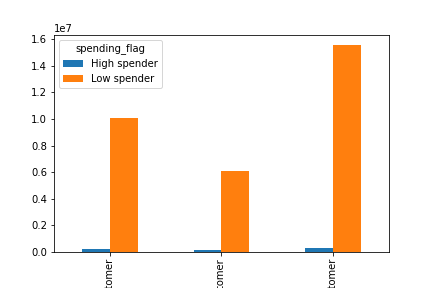 1e7
spending_flag
High spender
Low spender
1.6
1.4
1.2
1.0
0.8
0.6
0.4
0.2
0.0
tomer
tomer
tomer